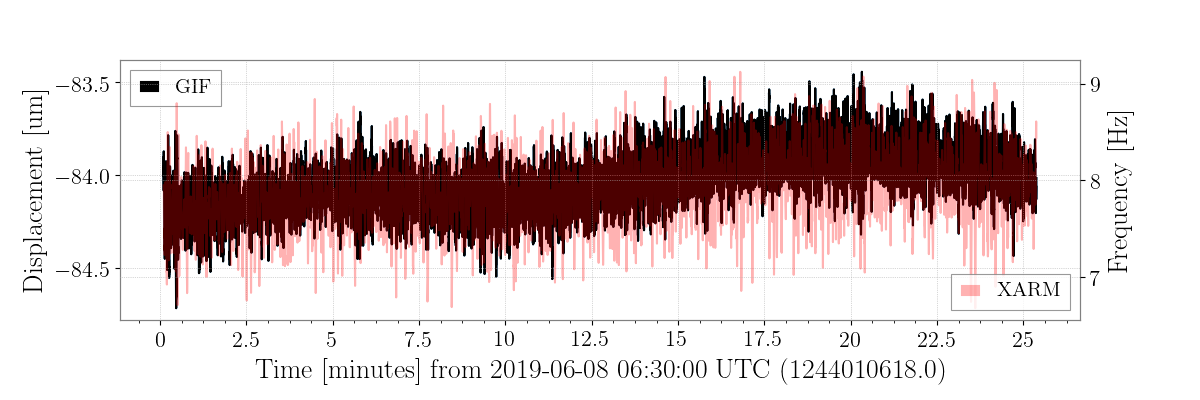 GIF
XARM
Displacement [um]
−83.5
−84.0
−84.5
Frequency [Hz]
9
8
7
0 2.5 5 7.5 10 12.5 15 17.5 20 22.5 25
Time [minutes] from 2019-06-08 06:30:00 UTC (1244010618.0)